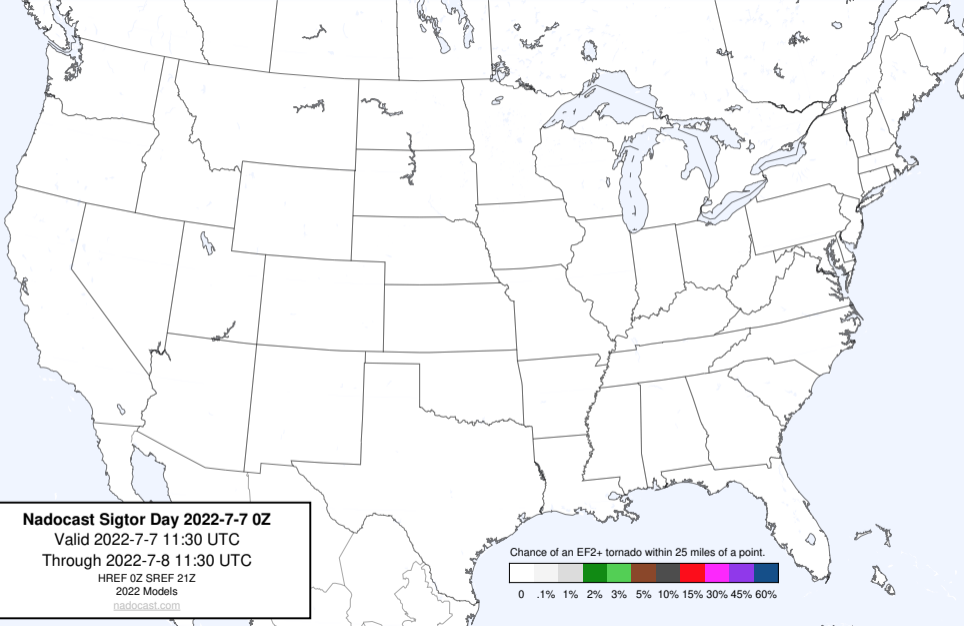 Nadocast Sigtor Day 2022-7-7 0Z
Valid 2022-7-7 11:30 UTC
Through 2022-7-8 11:30 UTC
HREF 0Z SREF 21Z
2022 Models
nadocast.com
Chance of an EF2+ tornado within 25 miles of a point.
0 .1% 1% 2% 3% 5% 10% 15% 30% 45% 60%